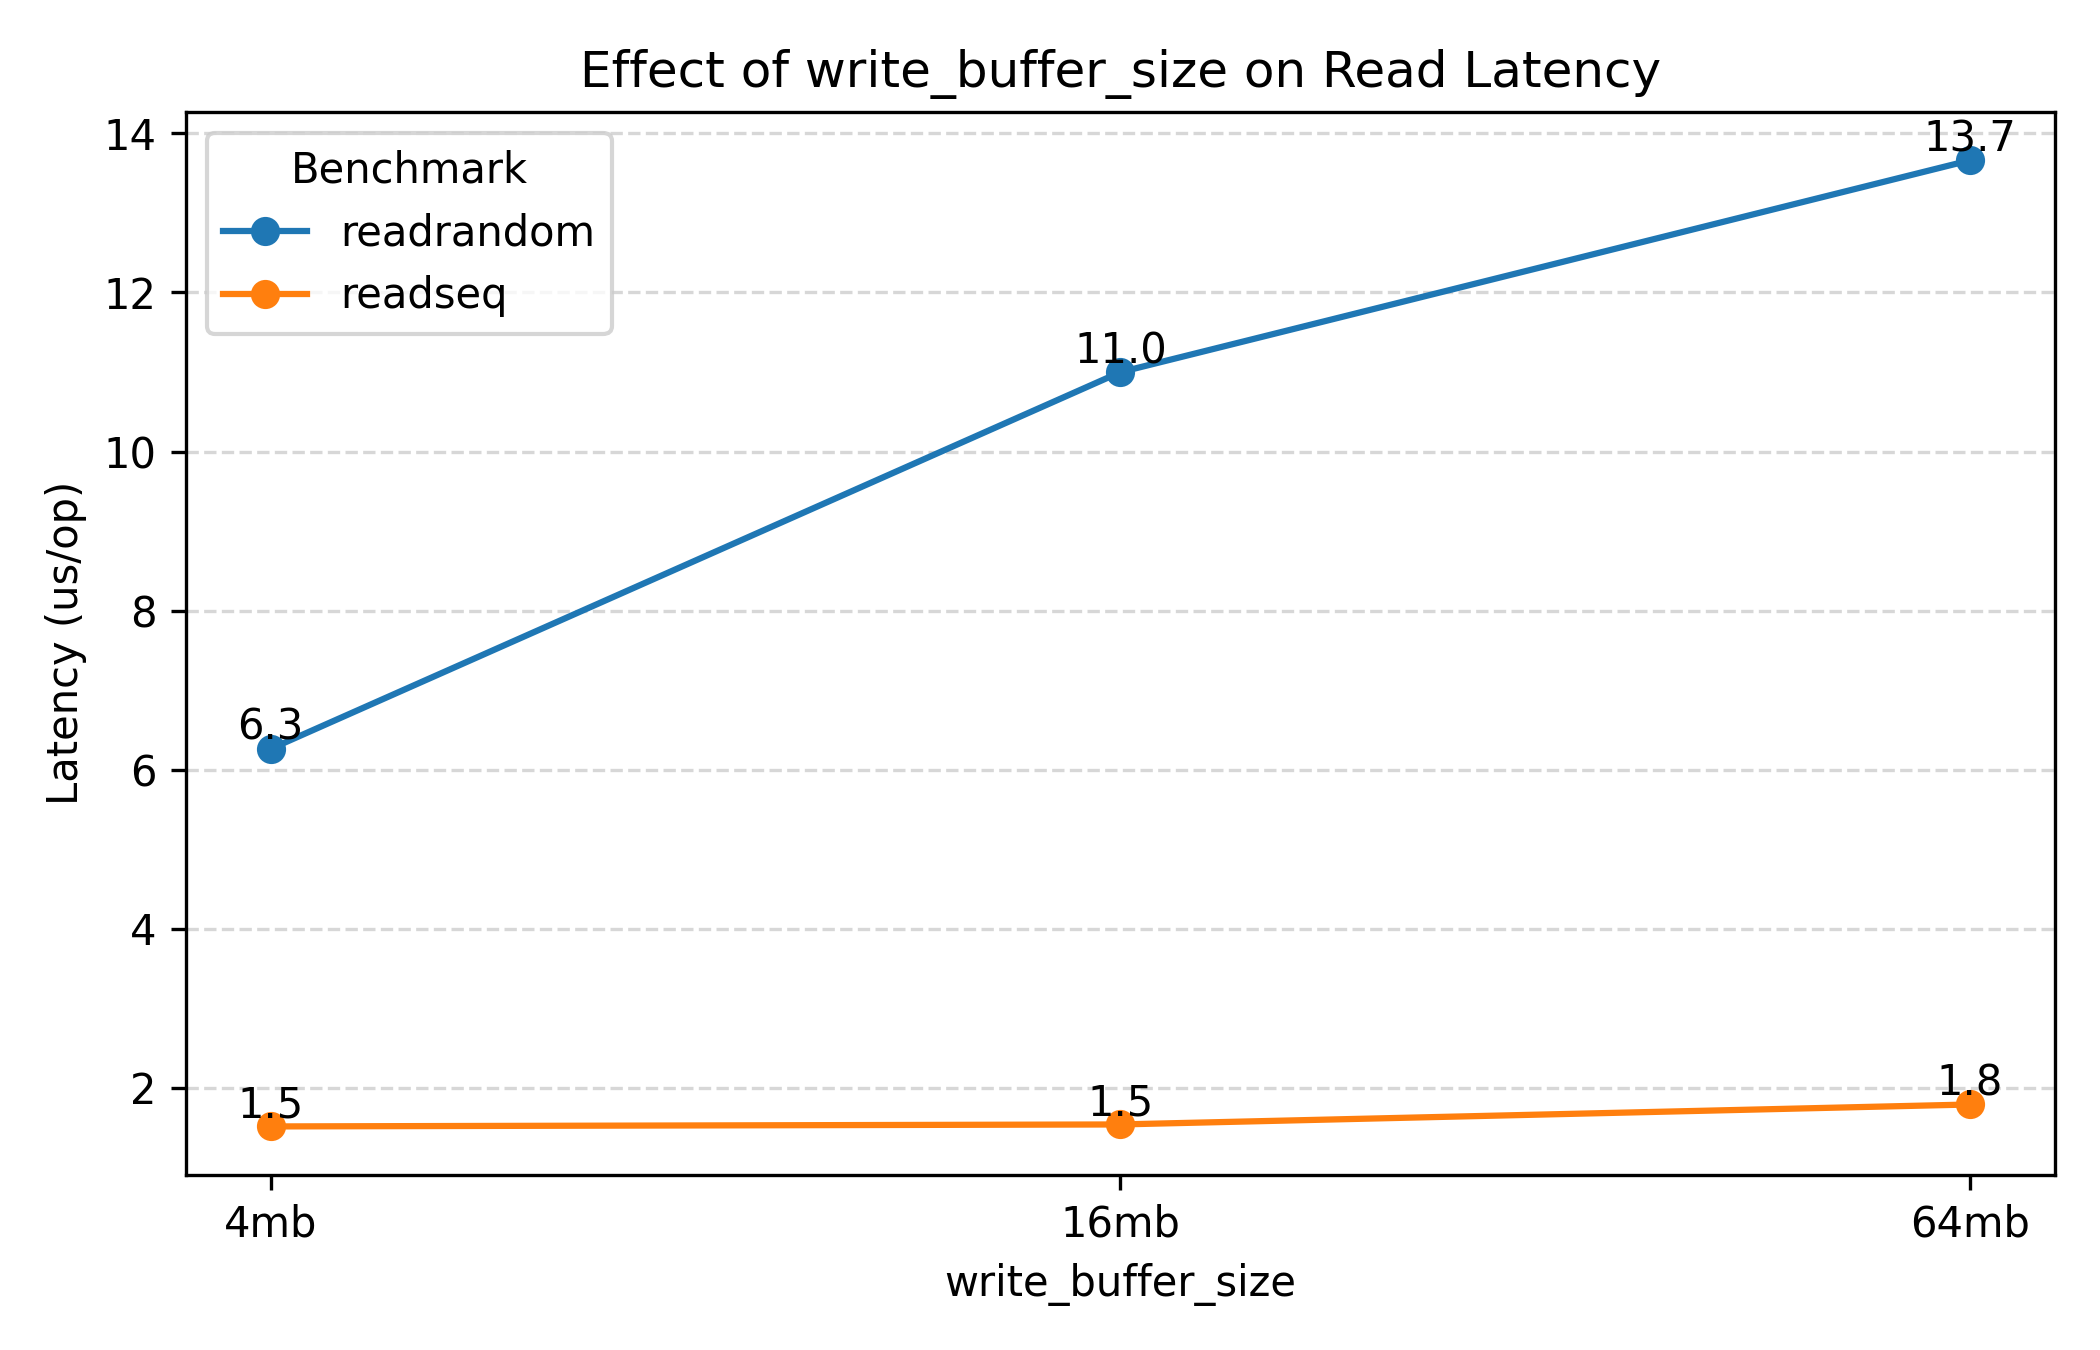 Effect of write_buffer_size on Read Latency
Benchmark
readrandom
readseq
14
12
10
8
6
4
2
Latency (us/op)
6.3
11.0
13.7
1.5
1.5
1.8
4mb
16mb
64mb
write_buffer_size